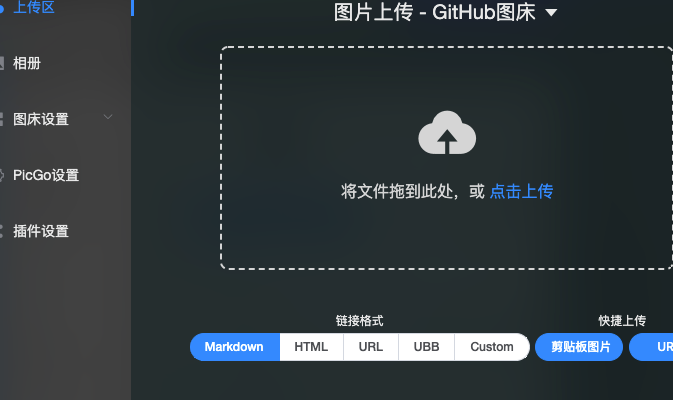 上传区
相册
图床设置
PicGo设置
插件设置
图片上传 - GitHub图床
将文件拖到此处，或 点击上传
链接格式
快捷上传
Markdown HTML URL UBB Custom
剪贴板图片